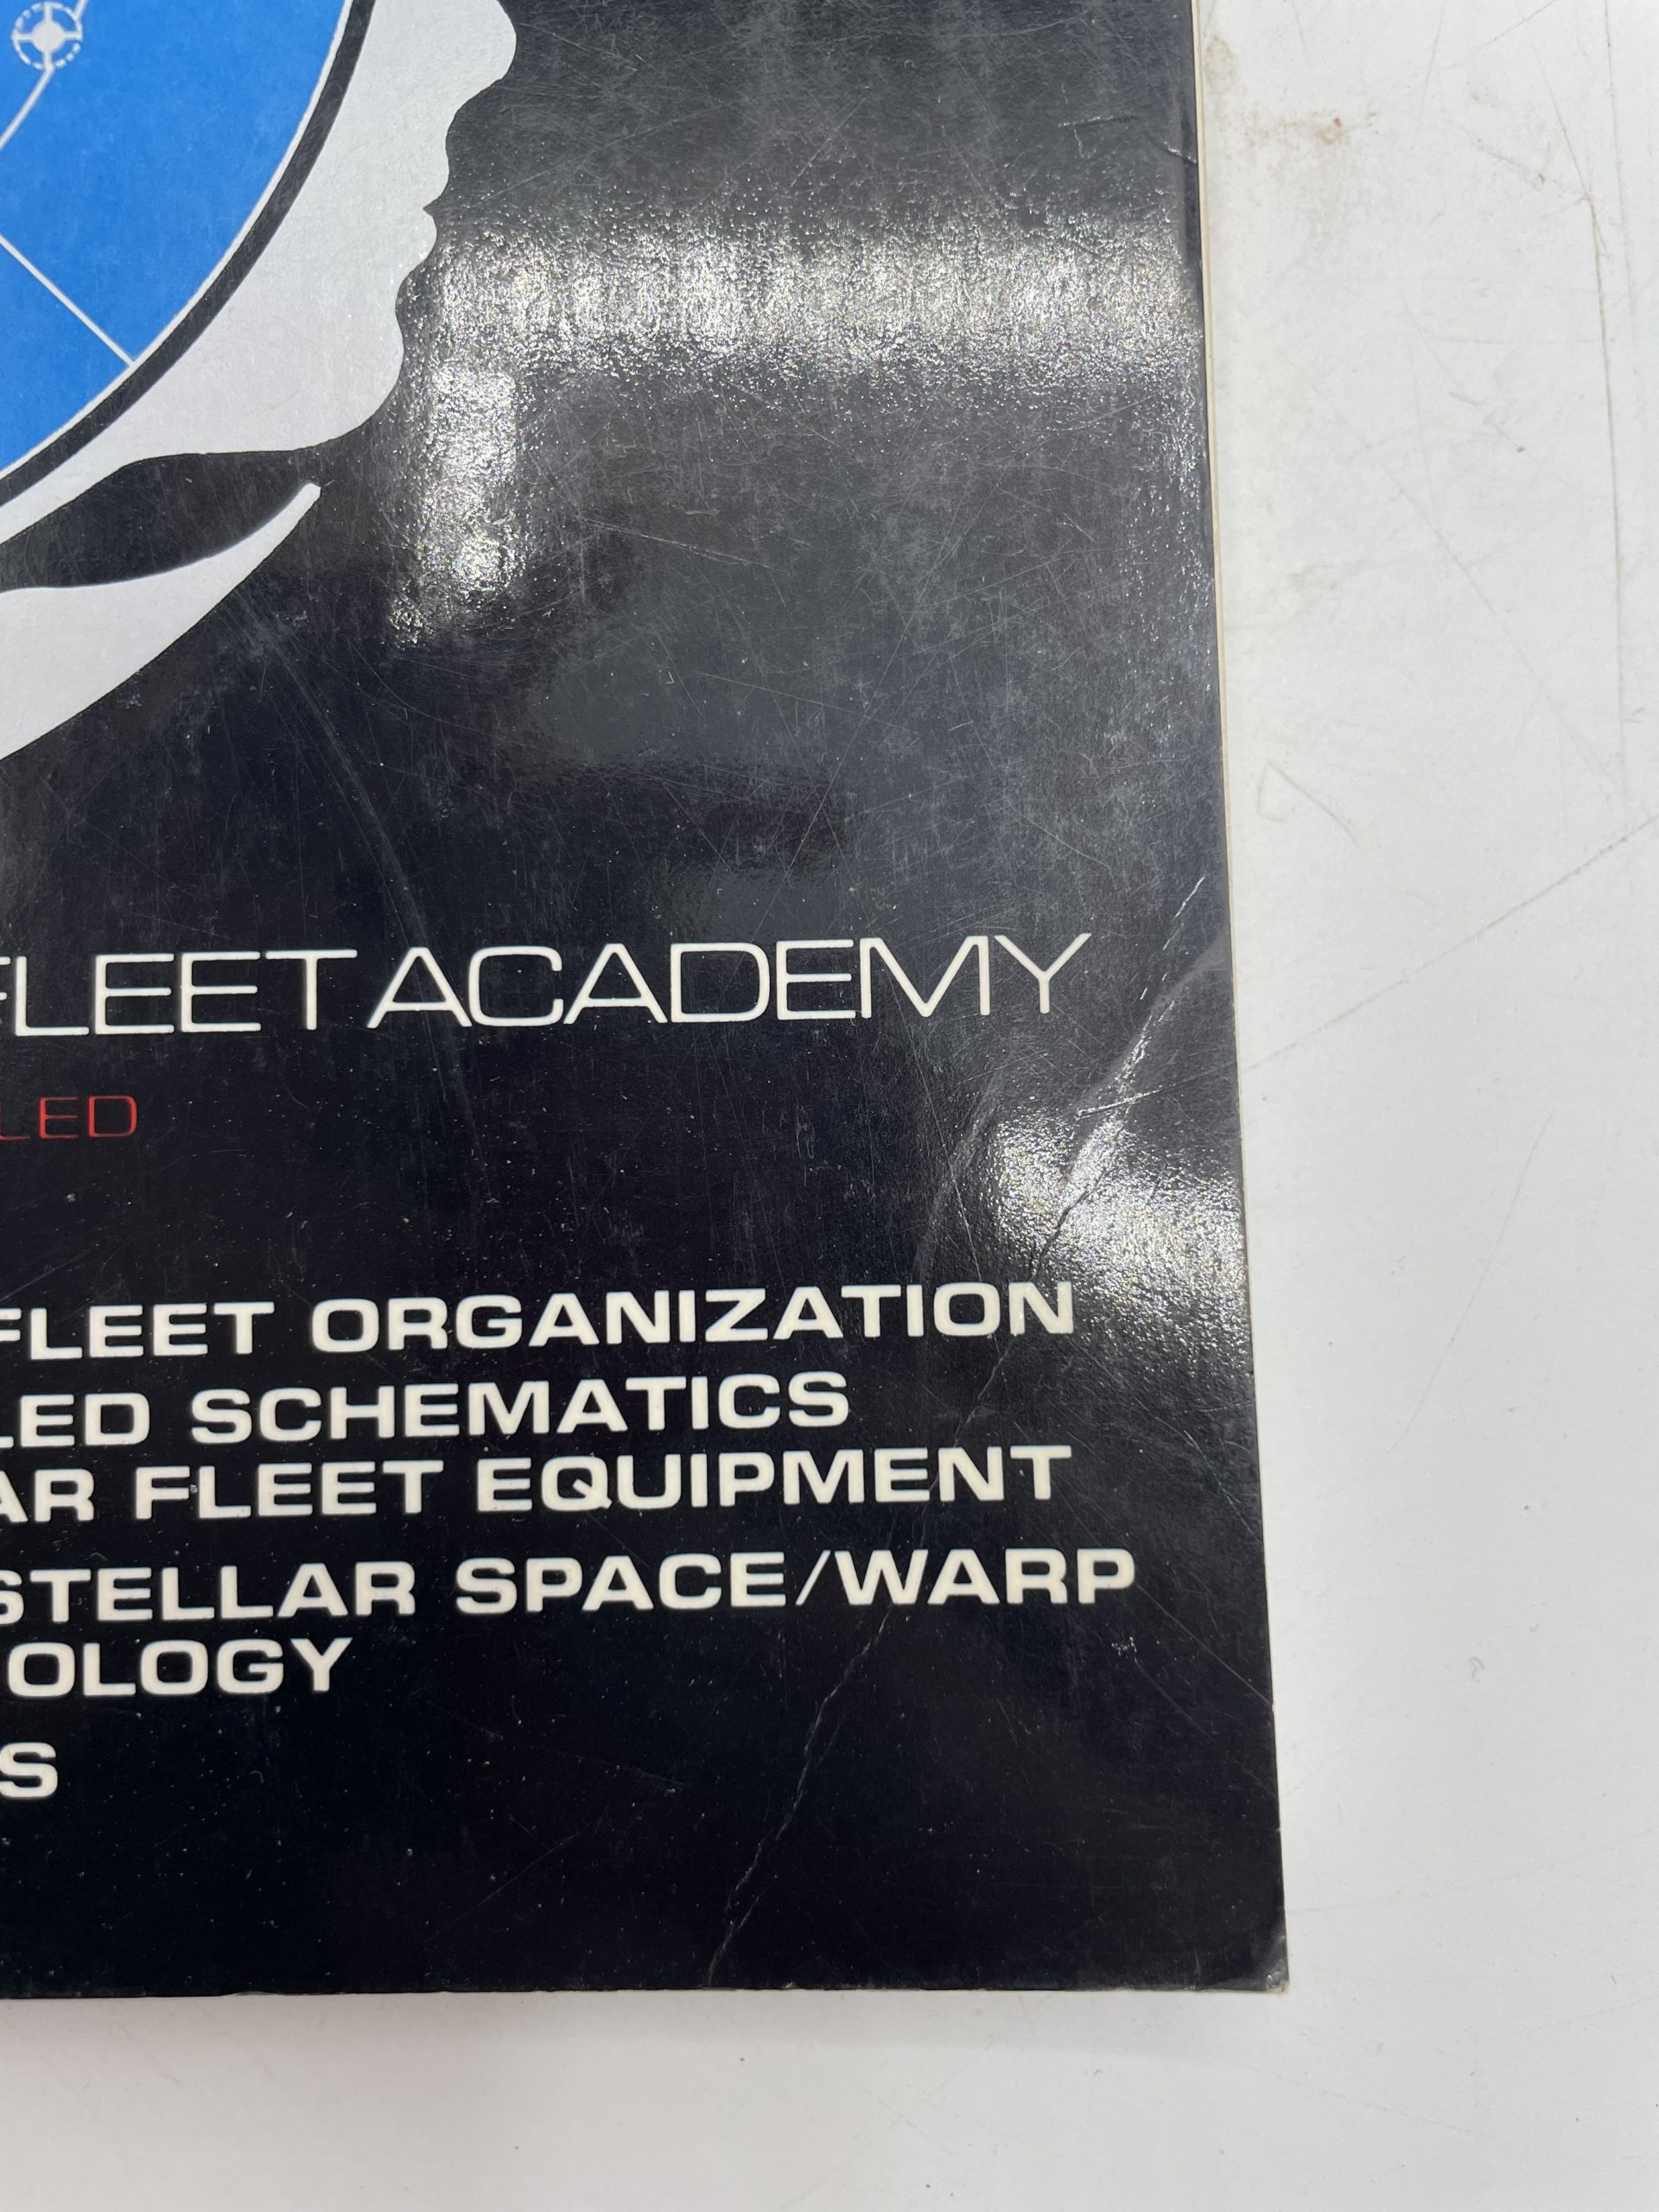 FLEET ACADEMY
LED
FLEET ORGANIZATION
LED SCHEMATICS
AR FLEET EQUIPMENT
STELLAR SPACE/WARP
OLOGY
S